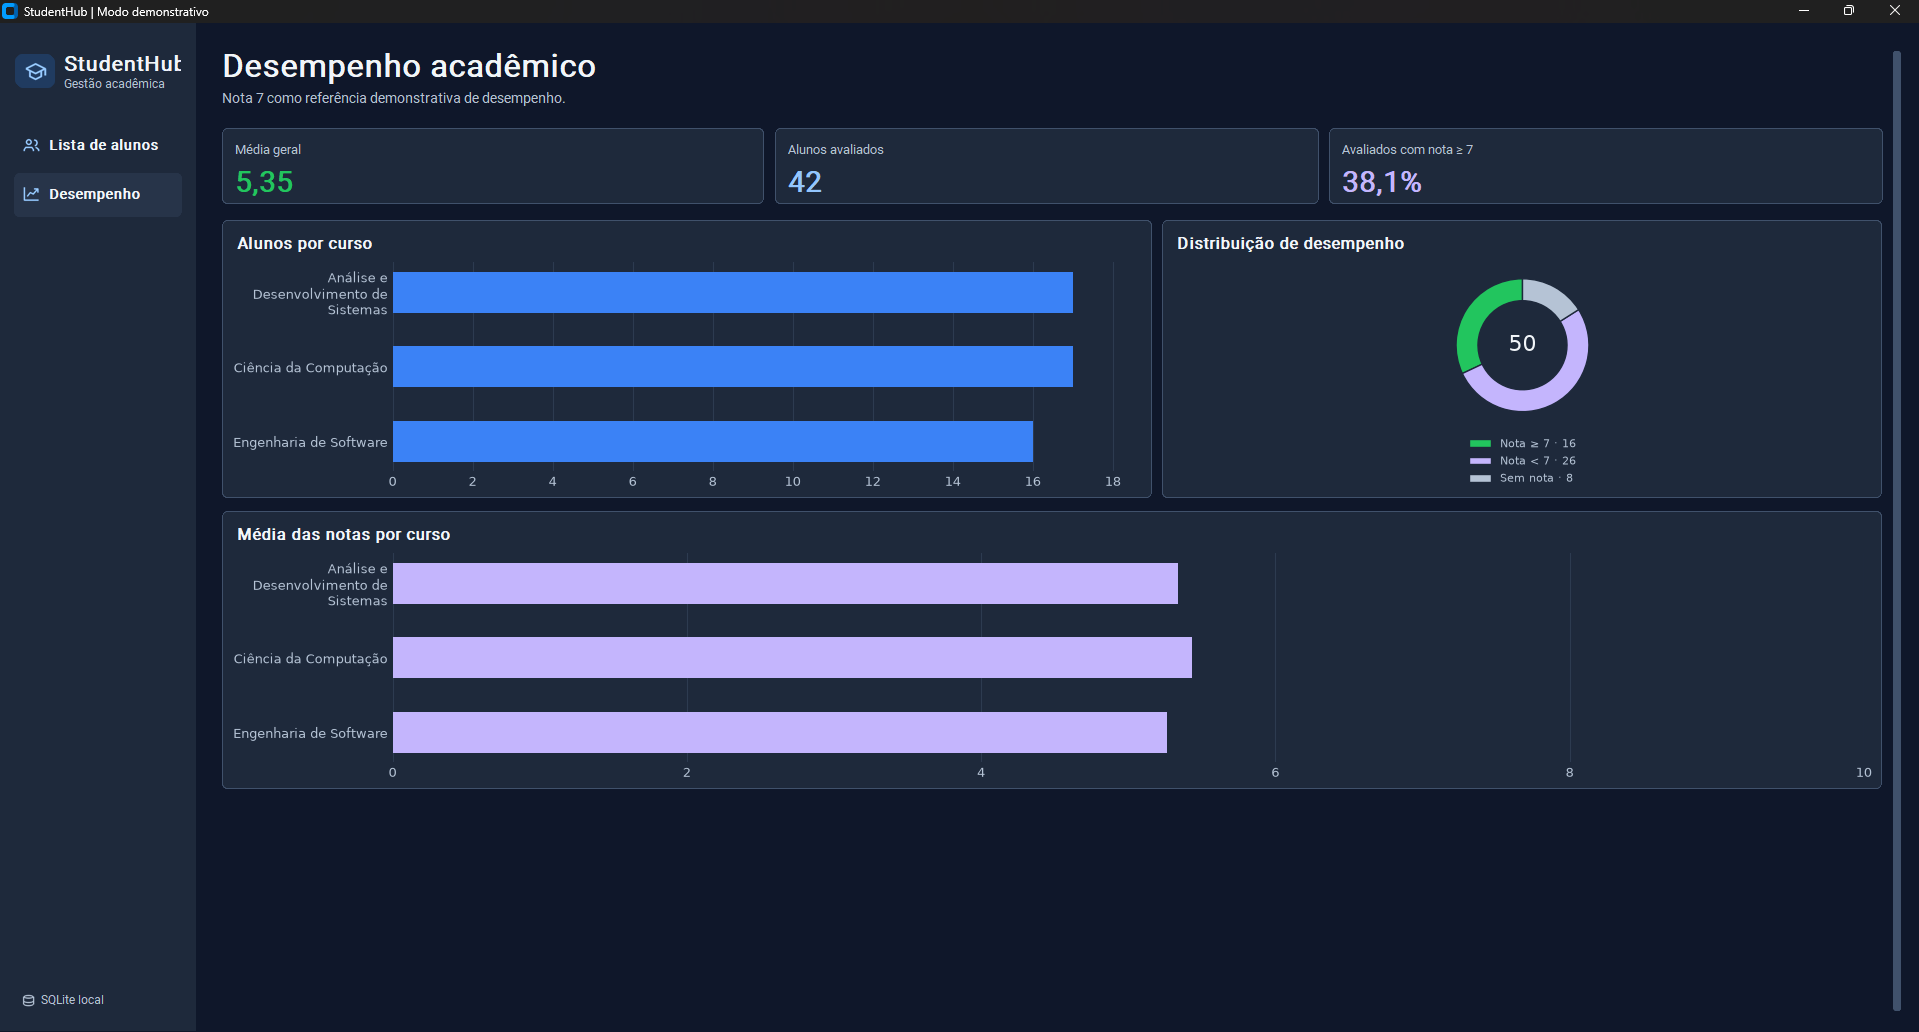 StudentHub | Modo demonstrativo
StudentHub
Gestão acadêmica
Lista de alunos
Desempenho
SQLite local
Desempenho acadêmico
Nota 7 como referência demonstrativa de desempenho.
Média geral
5,35
Alunos avaliados
42
Avaliados com nota ≥ 7
38,1%
Alunos por curso
Análise e
Desenvolvimento de
Sistemas
Ciência da Computação
Engenharia de Software
0 2 4 6 8 10 12 14 16 18
Distribuição de desempenho
50
Nota ≥ 7 · 16
Nota < 7 · 26
Sem nota · 8
Média das notas por curso
Análise e
Desenvolvimento de
Sistemas
Ciência da Computação
Engenharia de Software
0 2 4 6 8 10